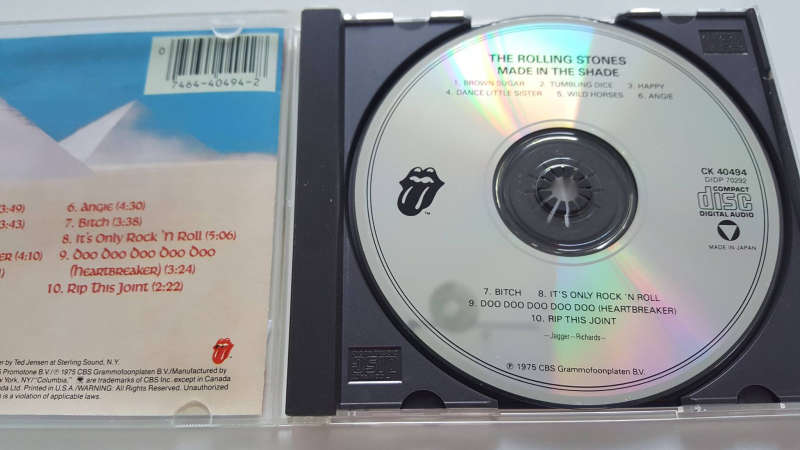 0
7464-40494-2
3:49)
3:43)
ER (4:10)
6. Angie (4:30)
7. Bitch (3:38)
8. It's Only Rock 'N Roll (5:06)
9. Doo Doo Doo Doo Doo
(Heartbreaker) (3:24)
10. Rip This Joint (2:22)
er by Ted Jensen at Sterling Sound, N.Y.
Promotone B.V./℗ 1975 CBS Grammofoonplaten B.V./Manufactured by
York, NY/"Columbia," are trademarks of CBS Inc. except in Canada
Ltd. Printed in U.S.A./WARNING: All Rights Reserved. Unauthorized
is a violation of applicable laws.
THE ROLLING STONES
MADE IN THE SHADE
1. BROWN SUGAR 2. TUMBLING DICE 3. HAPPY
4. DANCE LITTLE SISTER 5. WILD HORSES 6. ANGIE
TM
CK 40494
DIDP 70292
COMPACT
disc
DIGITAL AUDIO
MADE IN JAPAN
7. BITCH 8. IT'S ONLY ROCK 'N ROLL
9. DOO DOO DOO DOO DOO (HEARTBREAKER)
10. RIP THIS JOINT
—Jagger—Richards—
℗ 1975 CBS Grammofoonplaten B.V.